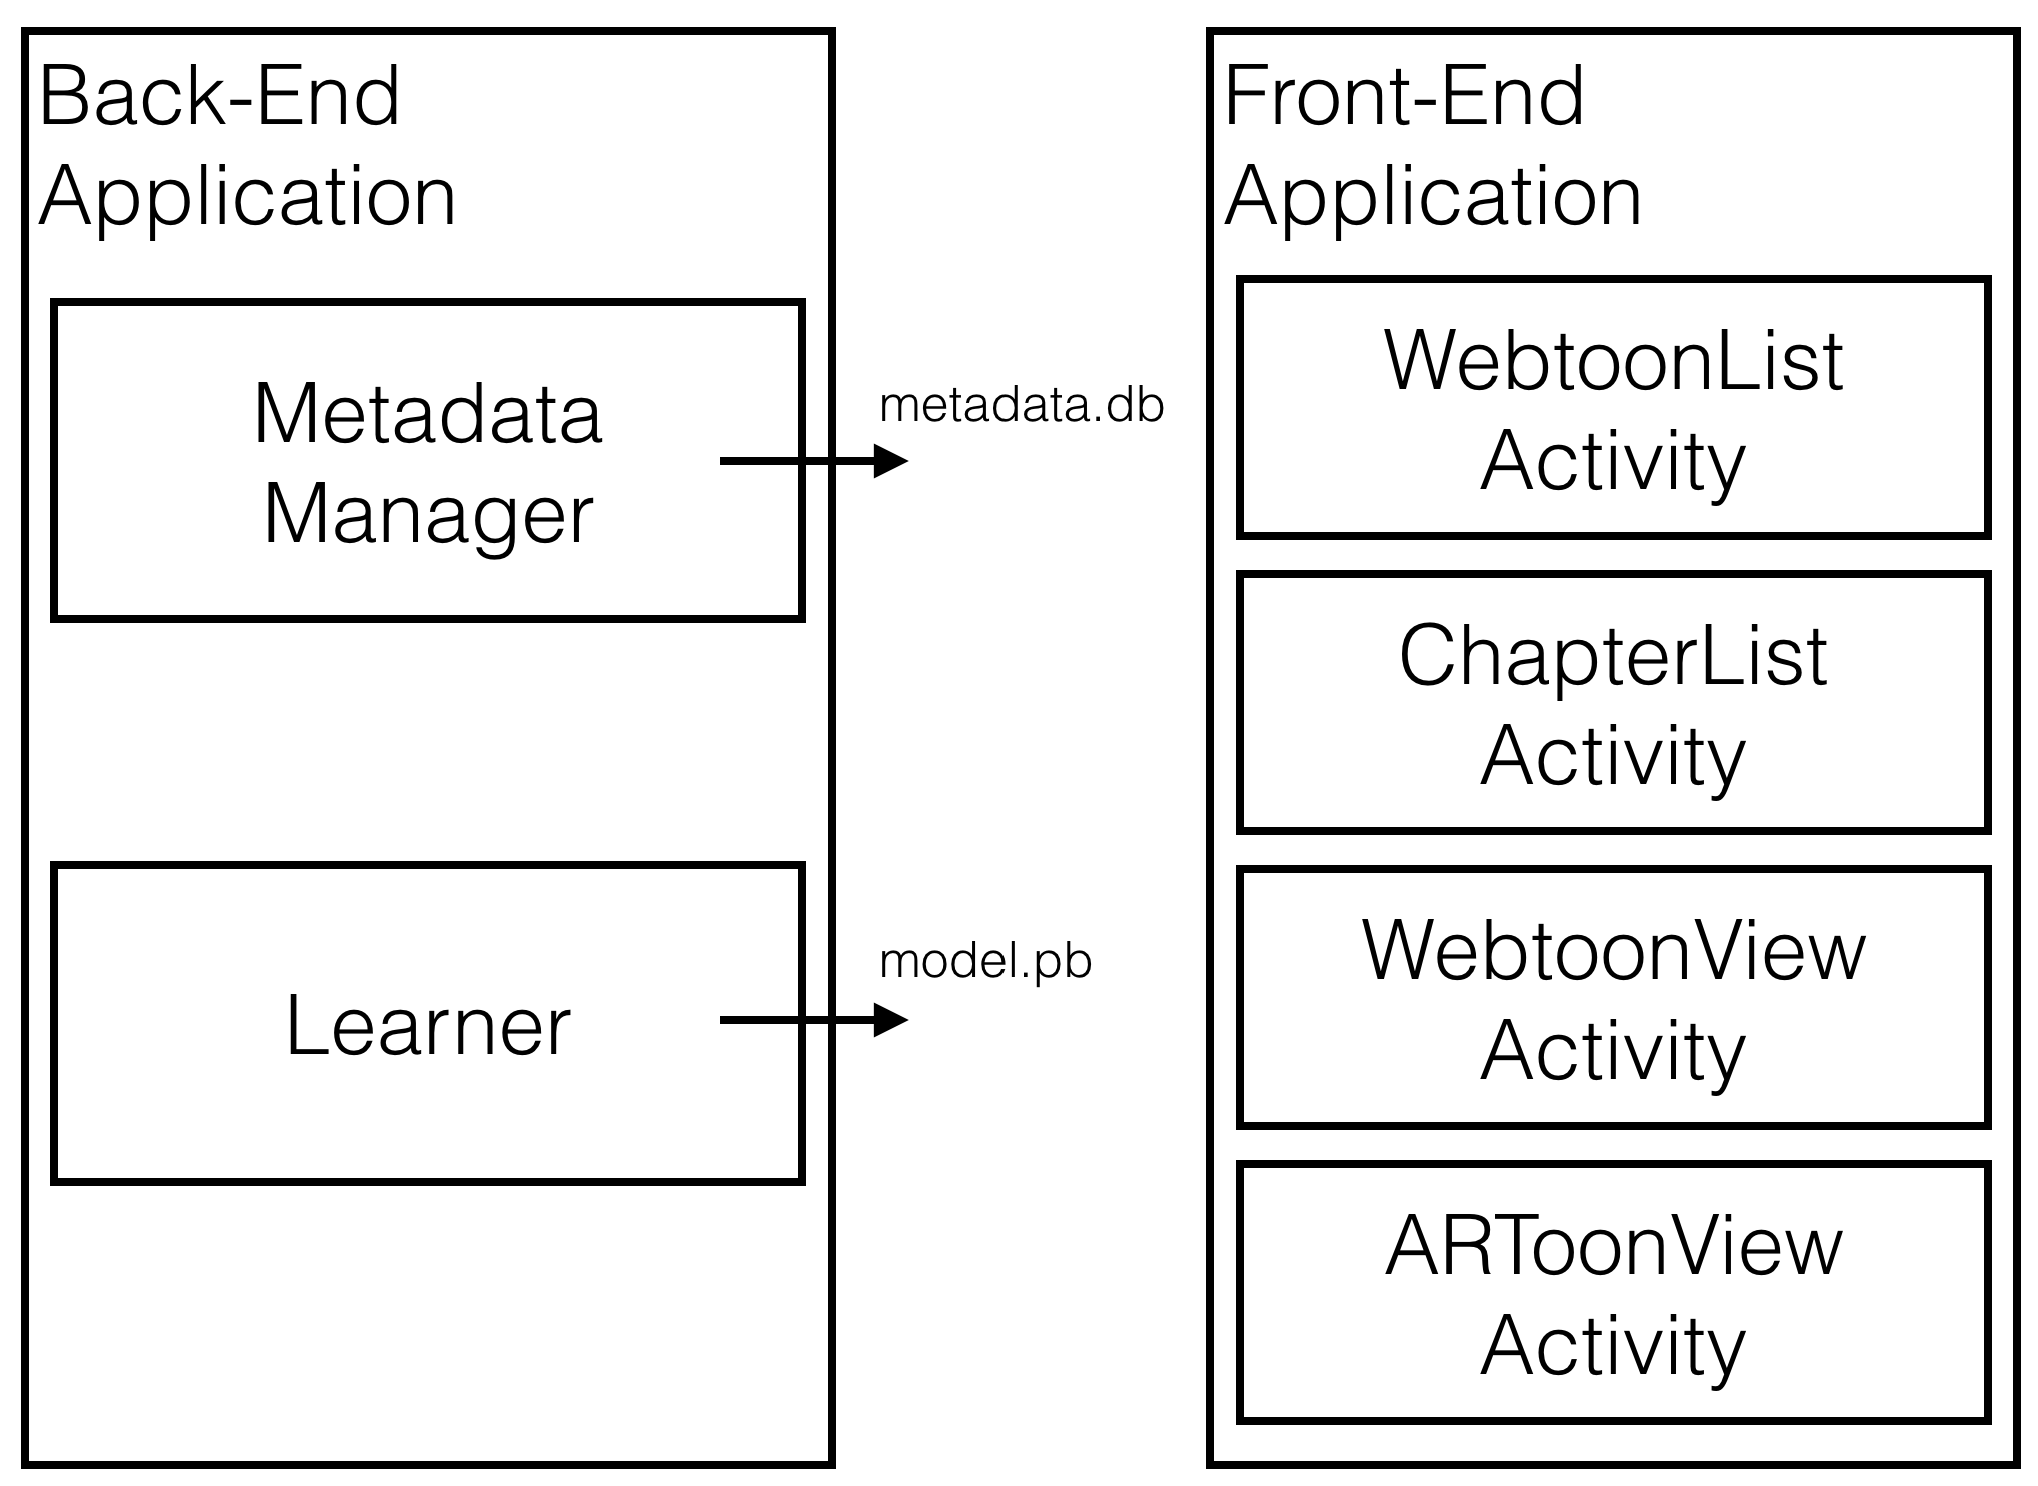 Back-End
Application
Metadata
Manager
metadata.db
Learner
model.pb
Front-End
Application
WebtoonList
Activity
ChapterList
Activity
WebtoonView
Activity
ARToonView
Activity